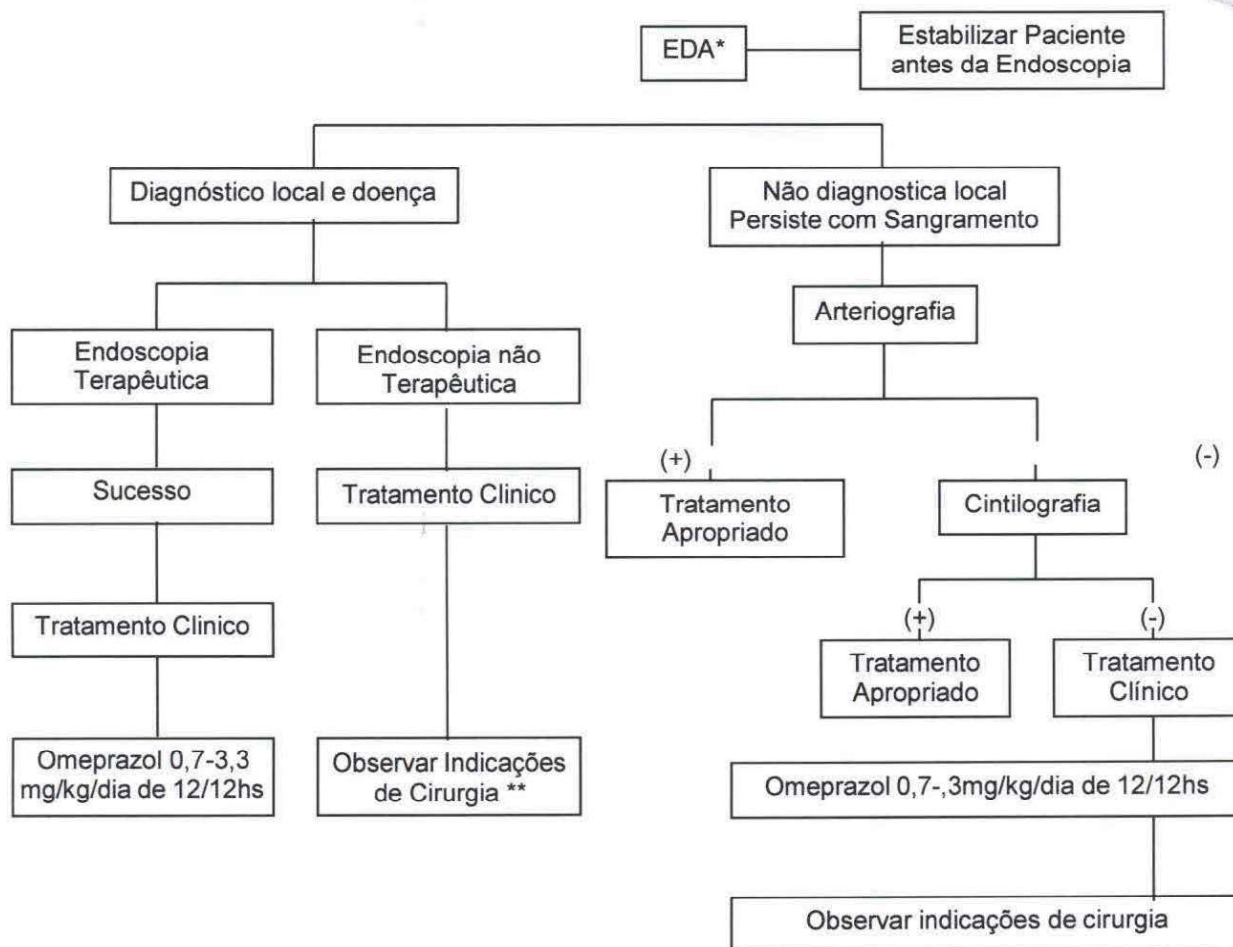 EDA*
Estabilizar Paciente
antes da Endoscopia
Diagnóstico local e doença
Não diagnostica local
Persiste com Sangramento
Arteriografia
Endoscopia
Terapêutica
Endoscopia não
Terapêutica
(+)
(-)
Sucesso
Tratamento Clinico
Tratamento
Apropriado
Cintilografia
(+)
(-)
Tratamento Clinico
Tratamento
Apropriado
Tratamento
Clínico
Omeprazol 0,7-3,3
mg/kg/dia de 12/12hs
Observar Indicações
de Cirurgia **
Omeprazol 0,7-,3mg/kg/dia de 12/12hs
Observar indicações de cirurgia